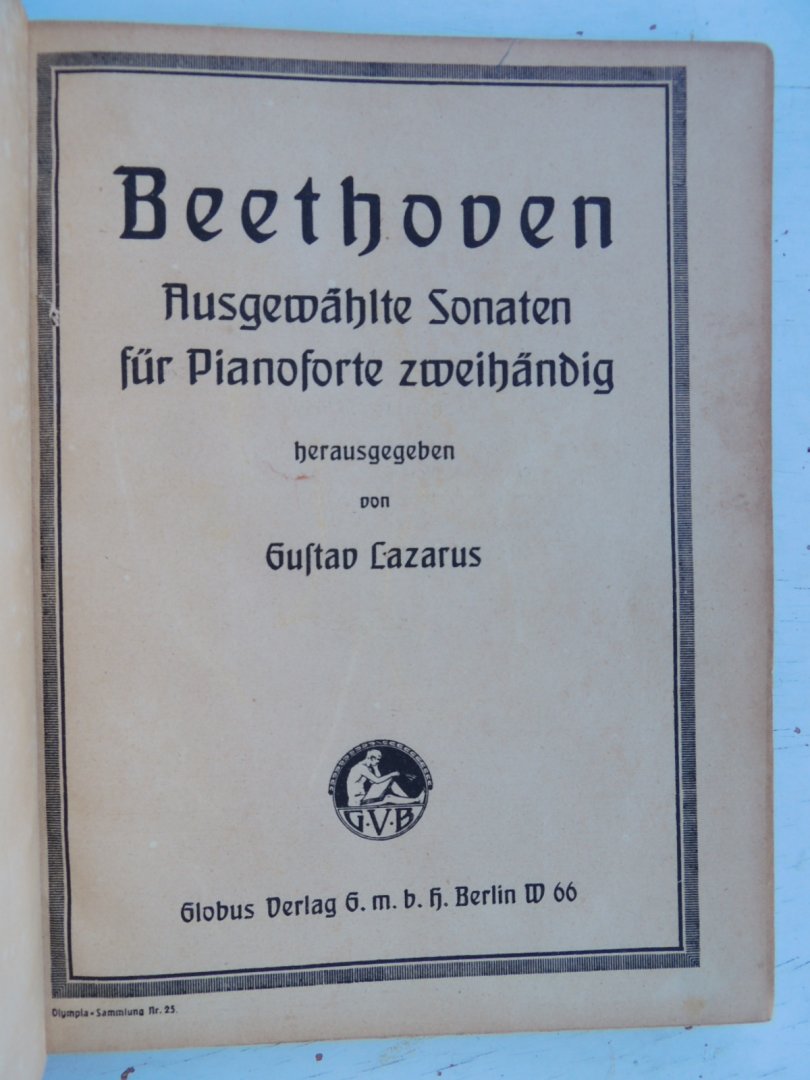 Beethoven
Ausgewählte Sonaten
für Pianoforte zweihändig
herausgegeben
von
Guſtav Lazarus
G·V·B
Globus Verlag G. m. b. H. Berlin W 66
Olympia-Sammlung Nr. 25.